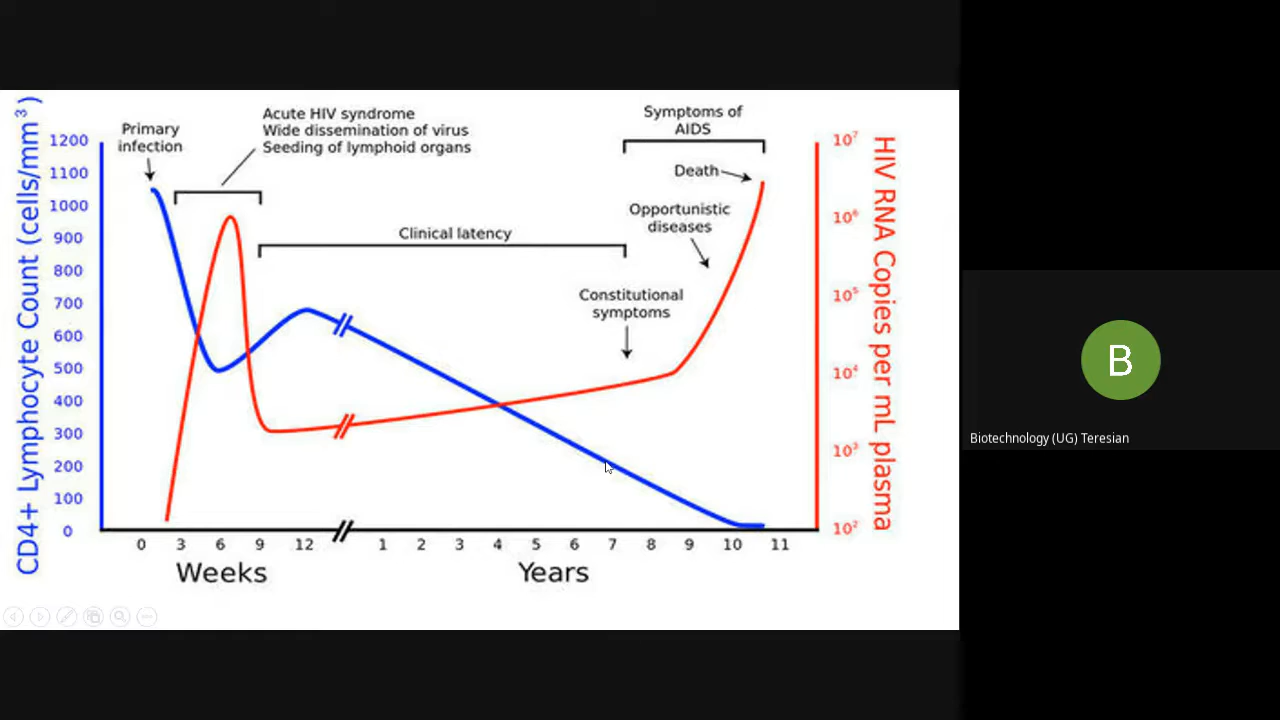 CD4+ Lymphocyte Count (cells/mm³)
1200
1100
1000
900
800
700
600
500
400
300
200
100
0
Primary
infection
Acute HIV syndrome
Wide dissemination of virus
Seeding of lymphoid organs
Clinical latency
Symptoms of
AIDS
Death
Opportunistic
diseases
Constitutional
symptoms
10⁷
10⁶
10⁵
10⁴
10³
10²
HIV RNA Copies per mL plasma
0 3 6 9 12 1 2 3 4 5 6 7 8 9 10 11
Weeks Years
B
Biotechnology (UG) Teresian